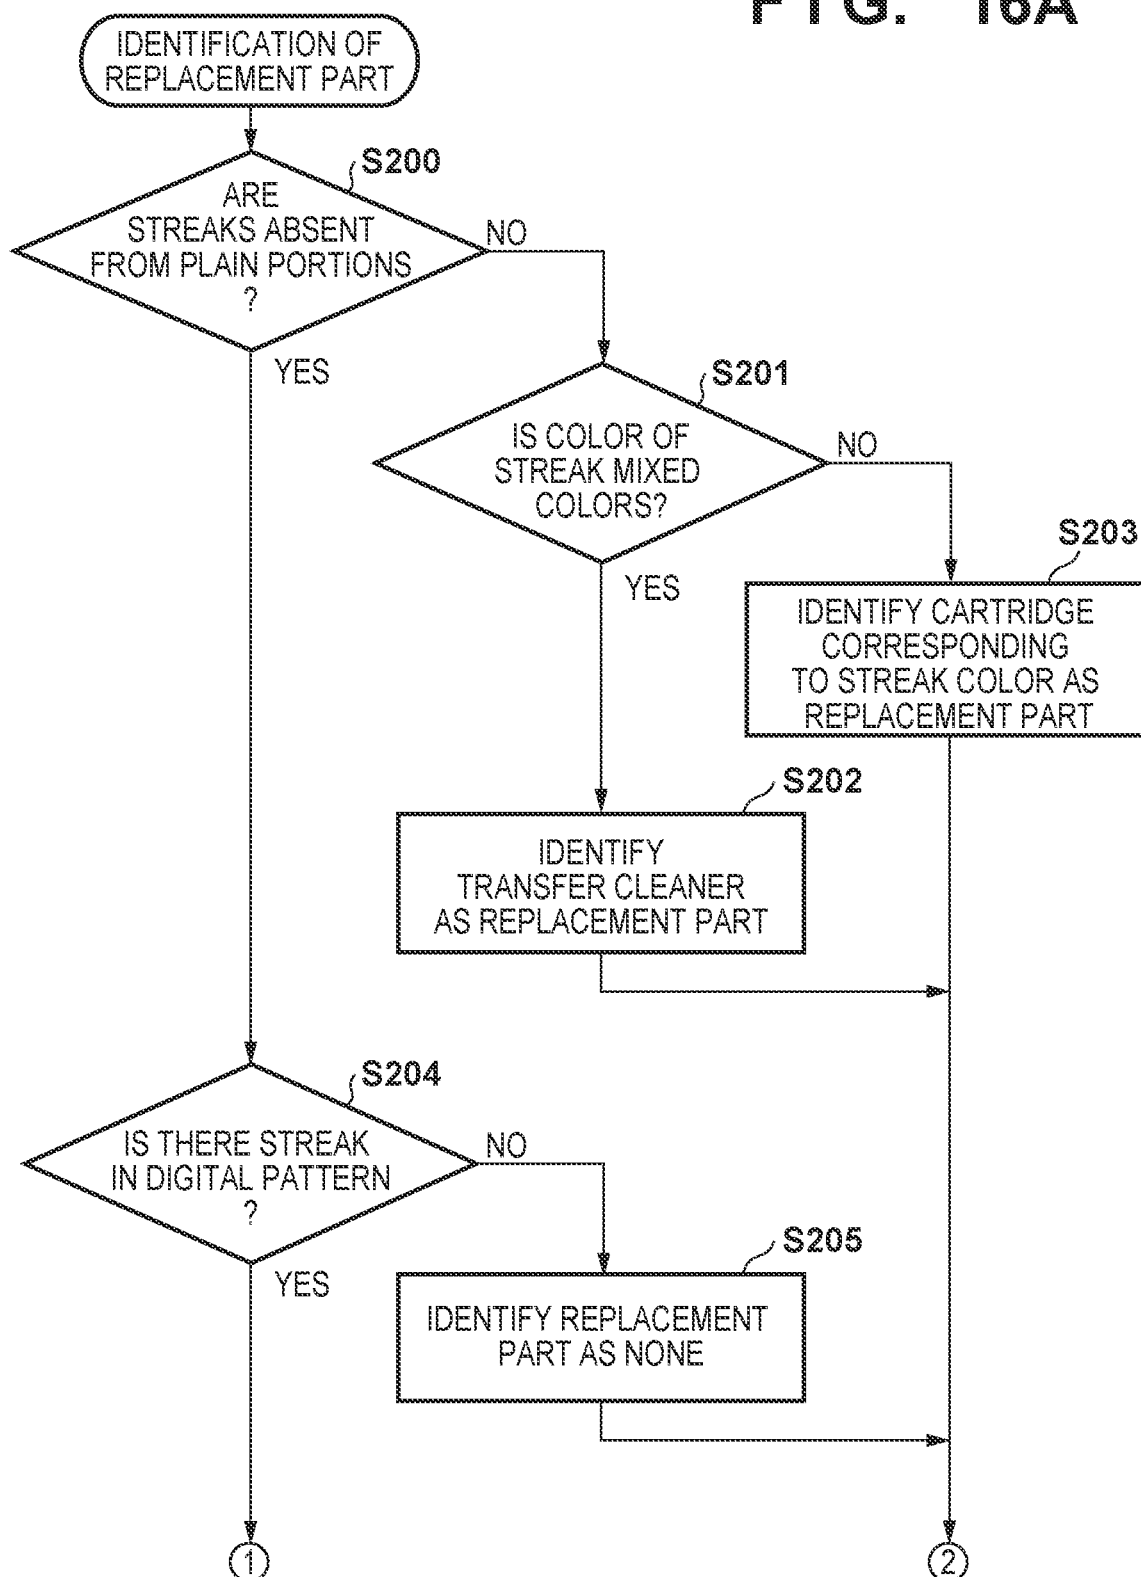 FIG. 16A
IDENTIFICATION OF
REPLACEMENT PART
S200
ARE
STREAKS ABSENT
FROM PLAIN PORTIONS
?
NO
YES
S201
IS COLOR OF
STREAK MIXED
COLORS?
NO
YES
S203
IDENTIFY CARTRIDGE
CORRESPONDING
TO STREAK COLOR AS
REPLACEMENT PART
S202
IDENTIFY
TRANSFER CLEANER
AS REPLACEMENT PART
S204
IS THERE STREAK
IN DIGITAL PATTERN
?
NO
YES
S205
IDENTIFY REPLACEMENT
PART AS NONE
1
2